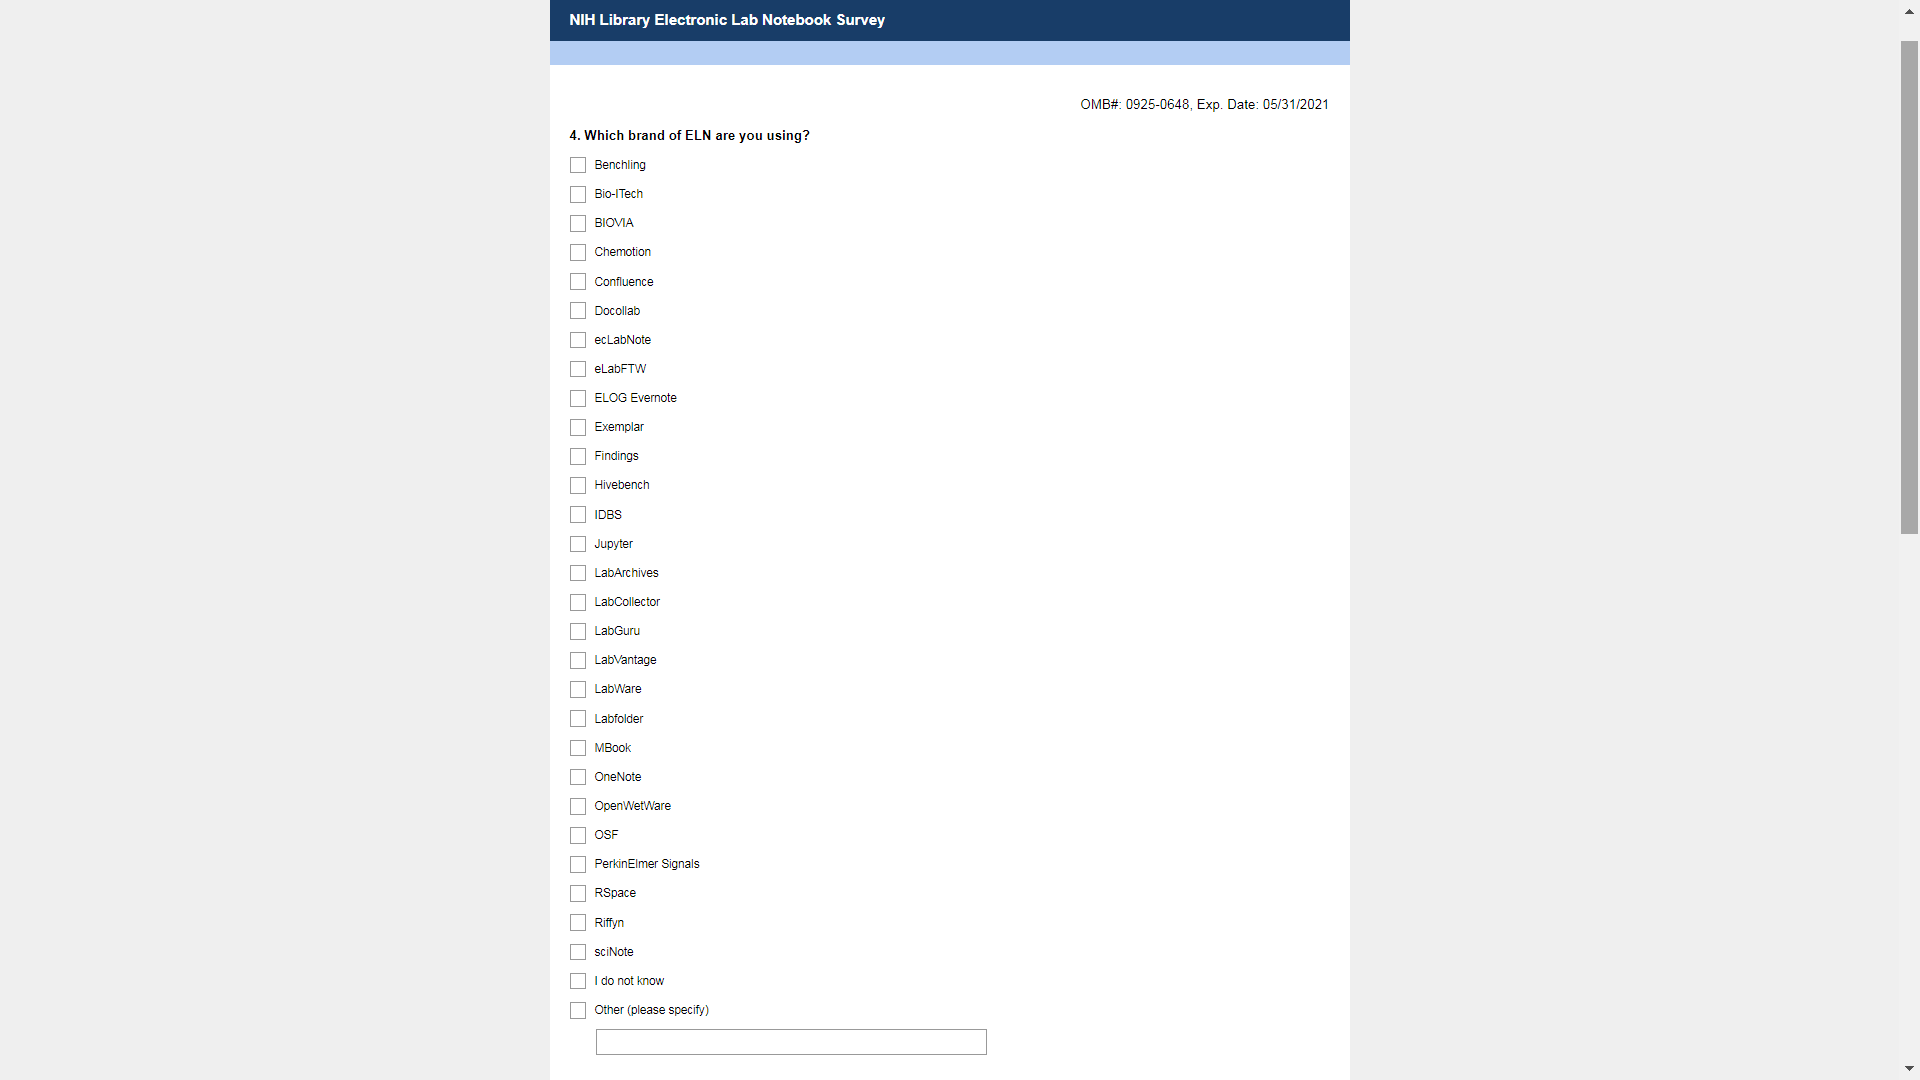 NIH Library Electronic Lab Notebook Survey
OMB#: 0925-0648, Exp. Date: 05/31/2021
4. Which brand of ELN are you using?
Benchling
Bio-ITech
BIOVIA
Chemotion
Confluence
Docollab
ecLabNote
eLabFTW
ELOG Evernote
Exemplar
Findings
Hivebench
IDBS
Jupyter
LabArchives
LabCollector
LabGuru
LabVantage
LabWare
Labfolder
MBook
OneNote
OpenWetWare
OSF
PerkinElmer Signals
RSpace
Riffyn
sciNote
I do not know
Other (please specify)